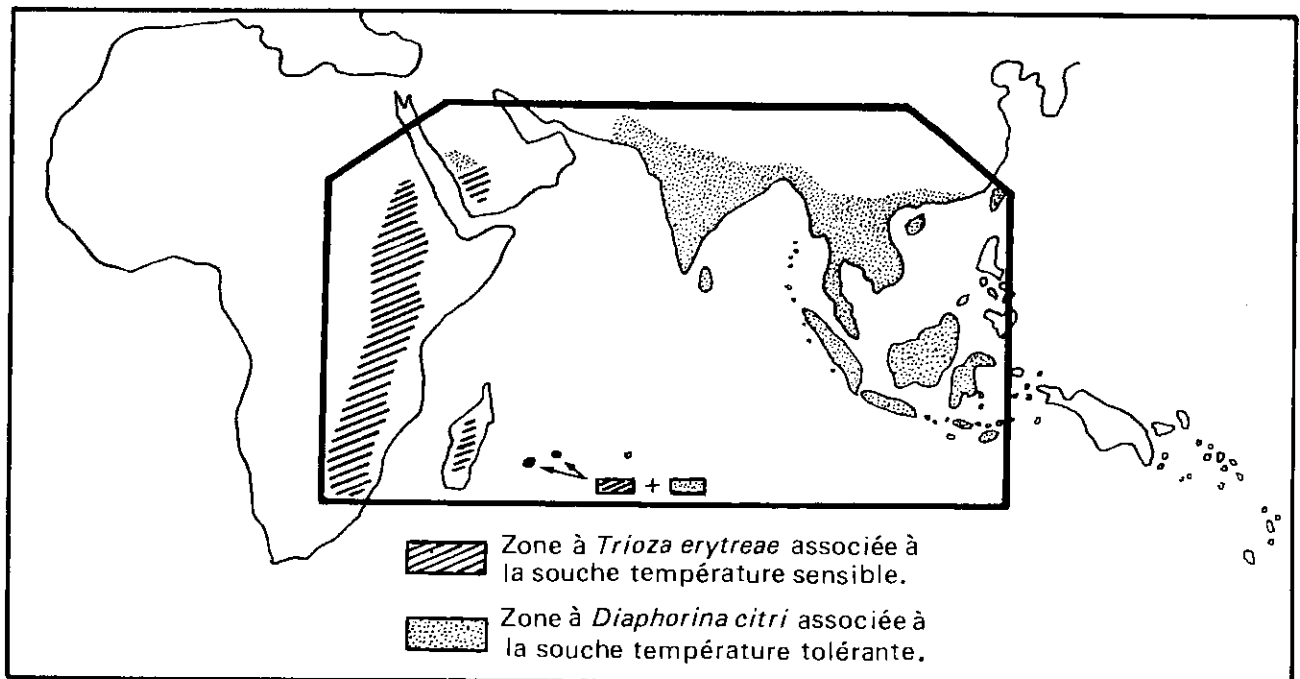 +
Zone à Trioza erytreae associée à
la souche température sensible.
Zone à Diaphorina citri associée à
la souche température tolérante.